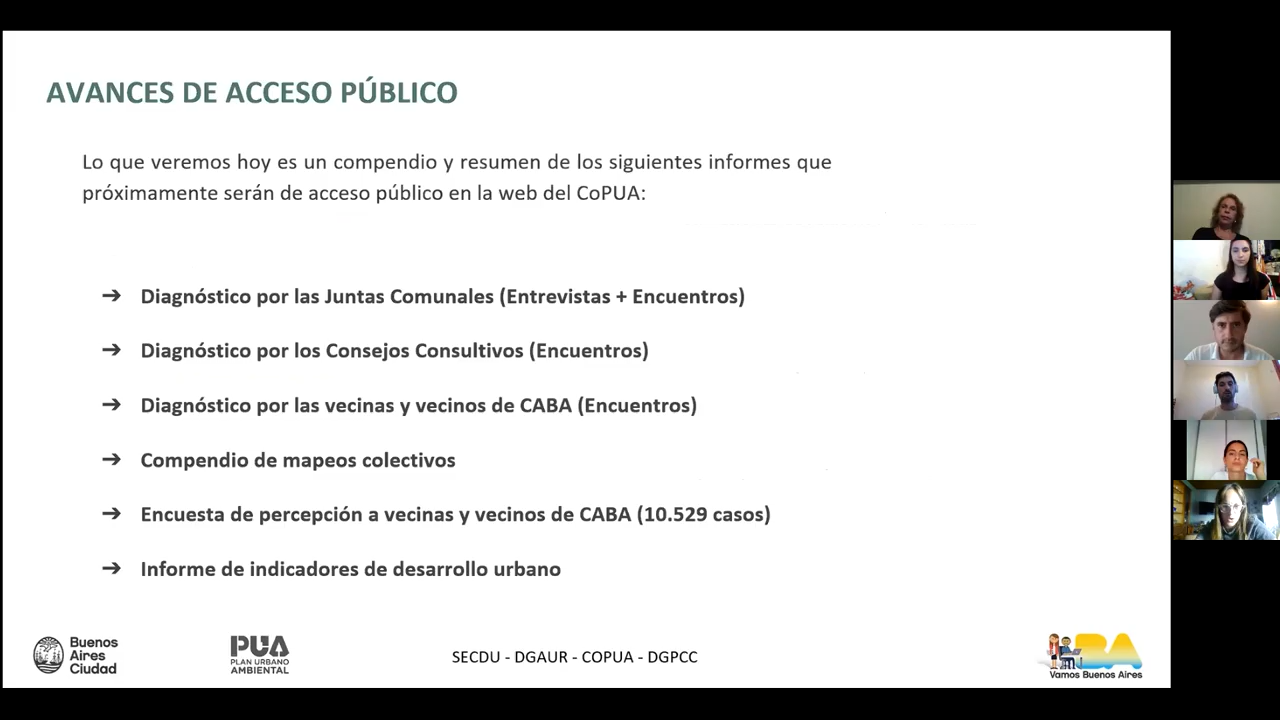 AVANCES DE ACCESO PÚBLICO
Lo que veremos hoy es un compendio y resumen de los siguientes informes que
próximamente serán de acceso público en la web del CoPUA:
➔ Diagnóstico por las Juntas Comunales (Entrevistas + Encuentros)
➔ Diagnóstico por los Consejos Consultivos (Encuentros)
➔ Diagnóstico por las vecinas y vecinos de CABA (Encuentros)
➔ Compendio de mapeos colectivos
➔ Encuesta de percepción a vecinas y vecinos de CABA (10.529 casos)
➔ Informe de indicadores de desarrollo urbano
Buenos
Aires
Ciudad
PUA
PLAN URBANO
AMBIENTAL
SECDU - DGAUR - COPUA - DGPCC
BA
Vamos Buenos Aires